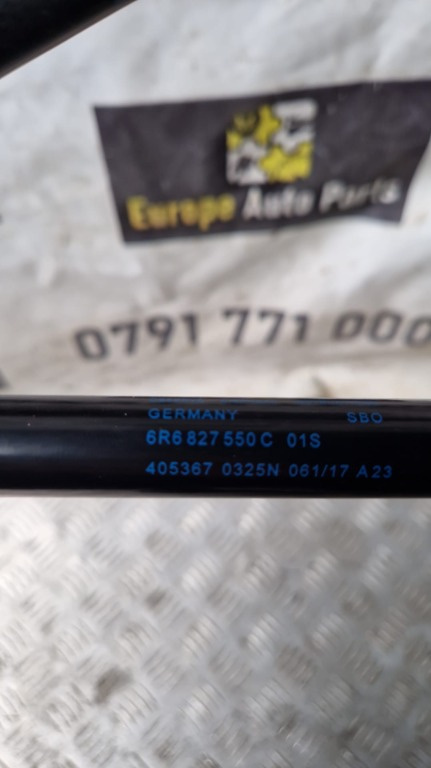 Europe Auto Parts
0791 771 000
GERMANY SBO
6R6 827 550 C 01S
405367 0325N 061/17 A23